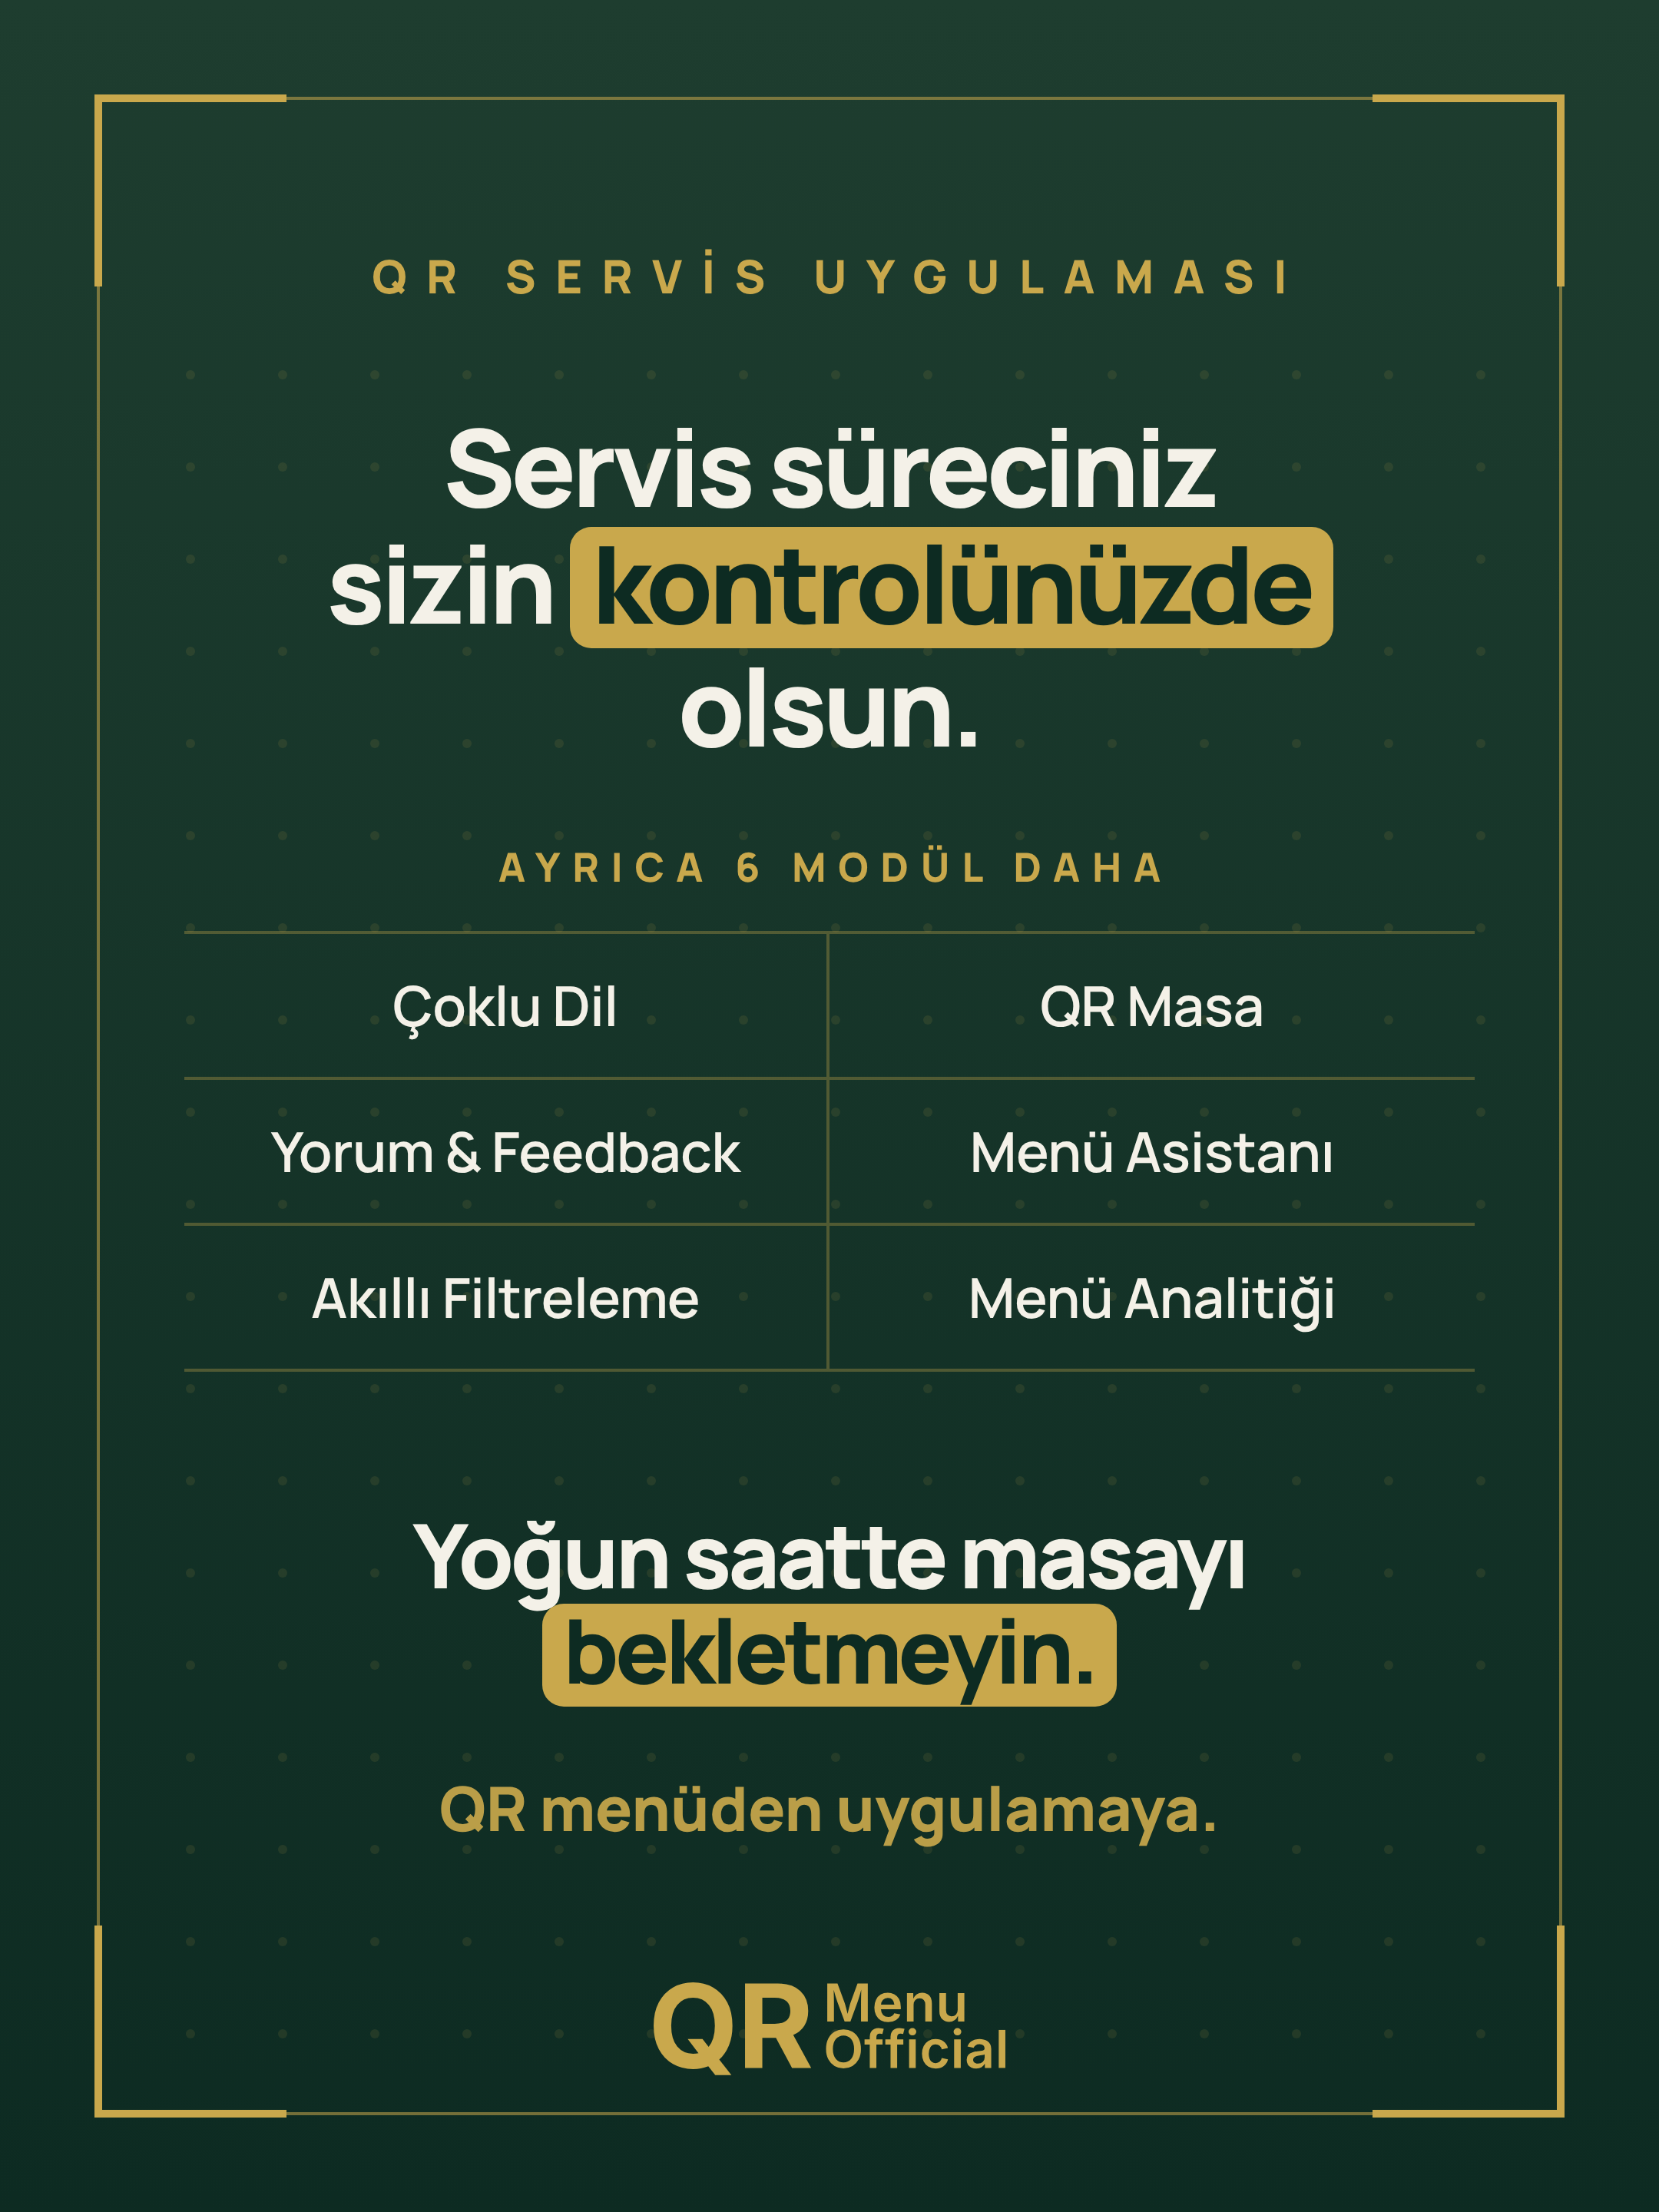 QR SERVİS UYGULAMASI
Servis süreciniz
sizin kontrolünüzde
olsun.
AYRICA 6 MODÜL DAHA
Çoklu Dil
QR Masa
Yorum & Feedback
Menü Asistanı
Akıllı Filtreleme
Menü Analitiği
Yoğun saatte masayı
bekletmeyin.
QR menüden uygulamaya.
QR Menu
Official